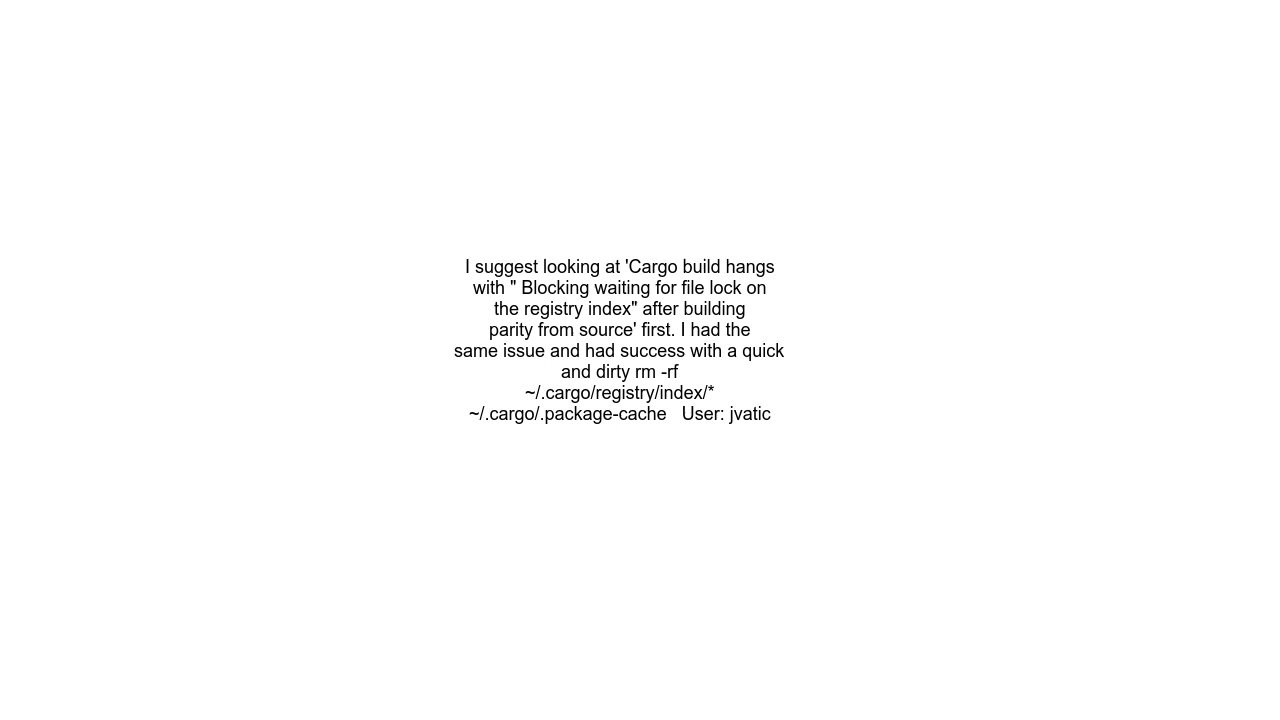 I suggest looking at 'Cargo build hangs
with " Blocking waiting for file lock on
the registry index" after building
parity from source' first. I had the
same issue and had success with a quick
and dirty rm -rf
~/.cargo/registry/index/*
~/.cargo/.package-cache   User: jvatic